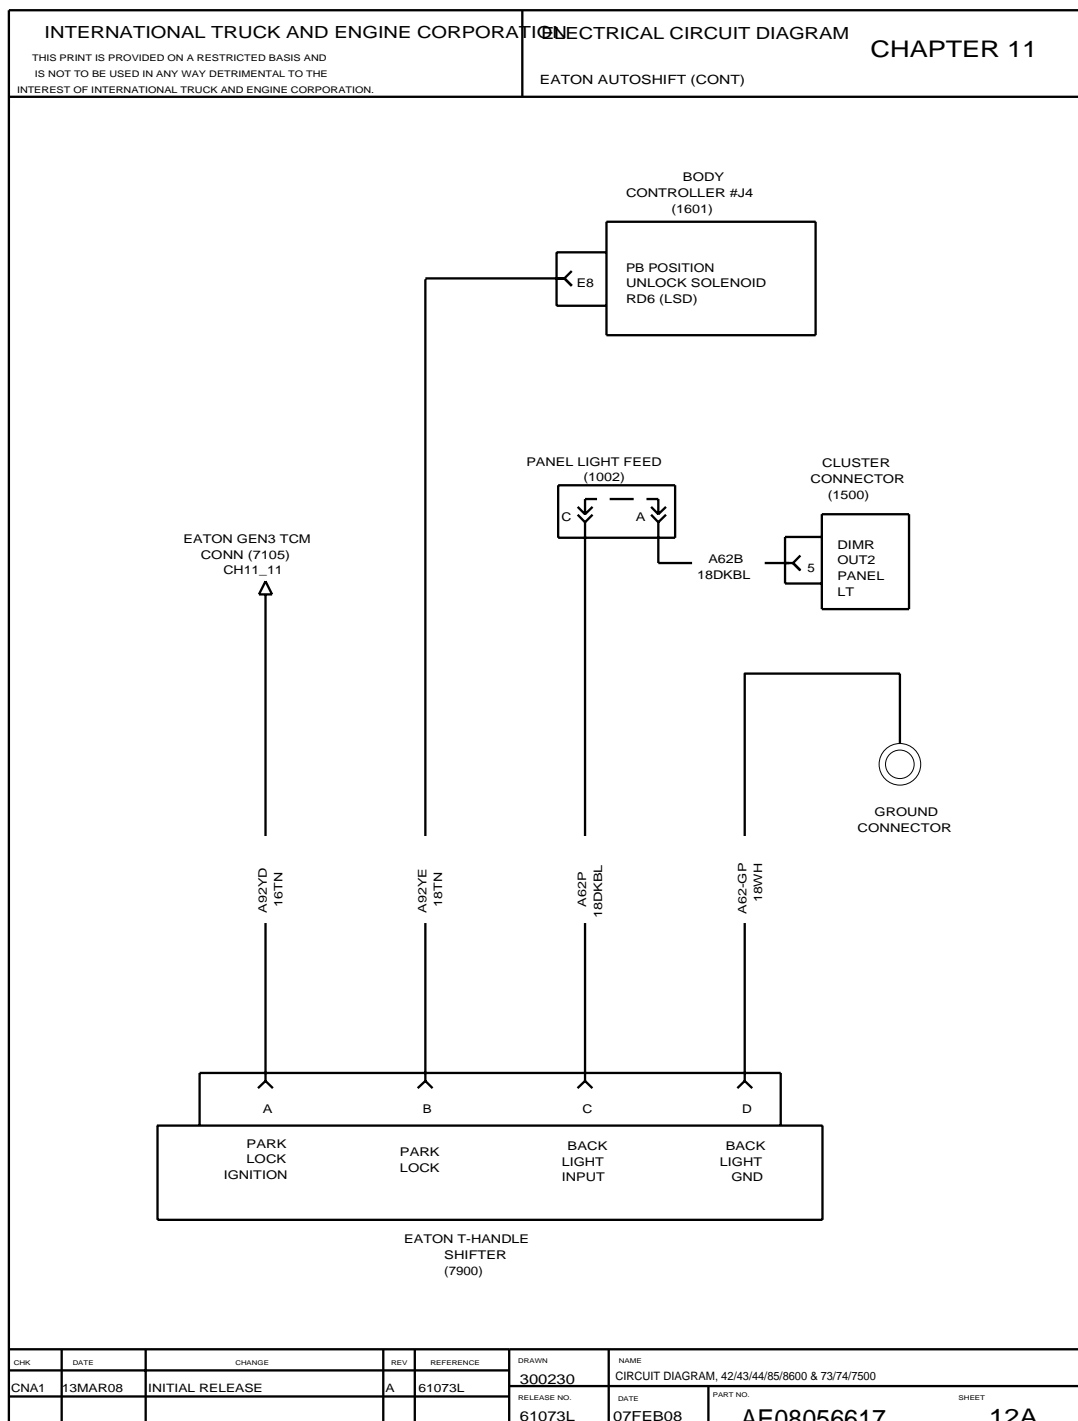 INTERNATIONAL TRUCK AND ENGINE CORPORATION
THIS PRINT IS PROVIDED ON A RESTRICTED BASIS AND
IS NOT TO BE USED IN ANY WAY DETRIMENTAL TO THE
INTEREST OF INTERNATIONAL TRUCK AND ENGINE CORPORATION.
ELECTRICAL CIRCUIT DIAGRAM
EATON AUTOSHIFT (CONT)
CHAPTER 11
BODY
CONTROLLER #J4
(1601)
E8
PB POSITION
UNLOCK SOLENOID
RD6 (LSD)
PANEL LIGHT FEED
(1002)
C
A
CLUSTER
CONNECTOR
(1500)
A62B
18DKBL
5
DIMR
OUT2
PANEL
LT
EATON GEN3 TCM
CONN (7105)
CH11_11
GROUND
CONNECTOR
A92YD
16TN
A92YE
18TN
A62P
18DKBL
A62-GP
18WH
A
B
C
D
PARK
LOCK
IGNITION
PARK
LOCK
BACK
LIGHT
INPUT
BACK
LIGHT
GND
EATON T-HANDLE
SHIFTER
(7900)
CHK
DATE
CHANGE
REV
REFERENCE
CNA1
13MAR08
INITIAL RELEASE
A
61073L
DRAWN
300230
NAME
CIRCUIT DIAGRAM, 42/43/44/85/8600 & 73/74/7500
RELEASE NO.
61073L
DATE
07FEB08
PART NO.
AE08056617
SHEET
12A